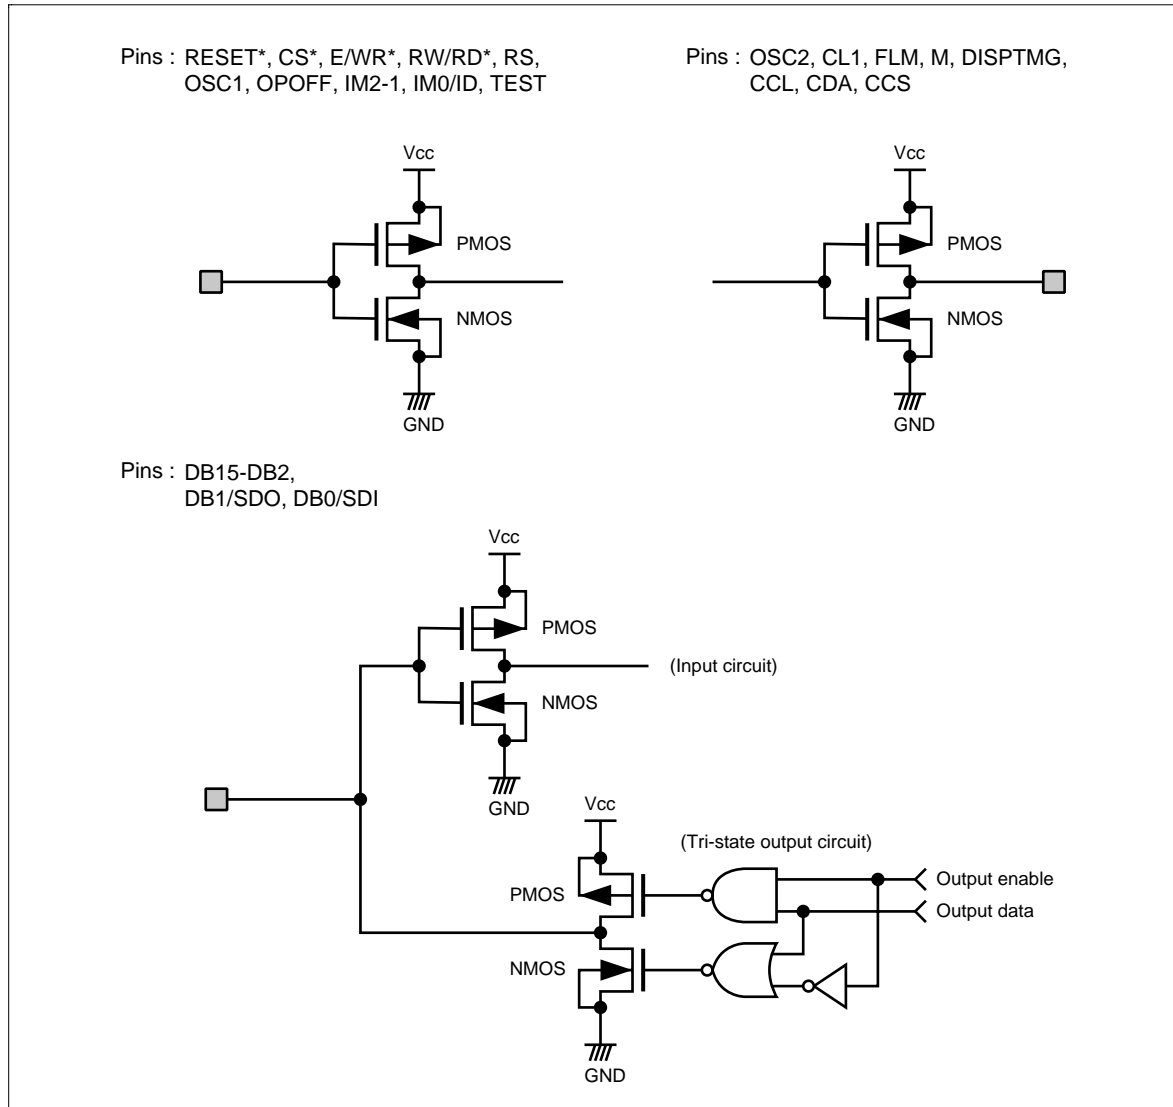 Pins : RESET*, CS*, E/WR*, RW/RD*, RS,
OSC1, OPOFF, IM2-1, IM0/ID, TEST
Pins : OSC2, CL1, FLM, M, DISPTMG,
CCL, CDA, CCS
Vcc
PMOS
NMOS
GND
Vcc
PMOS
NMOS
GND
Pins : DB15-DB2,
DB1/SDO, DB0/SDI
Vcc
PMOS
(Input circuit)
NMOS
GND
Vcc
(Tri-state output circuit)
PMOS
Output enable
Output data
NMOS
GND